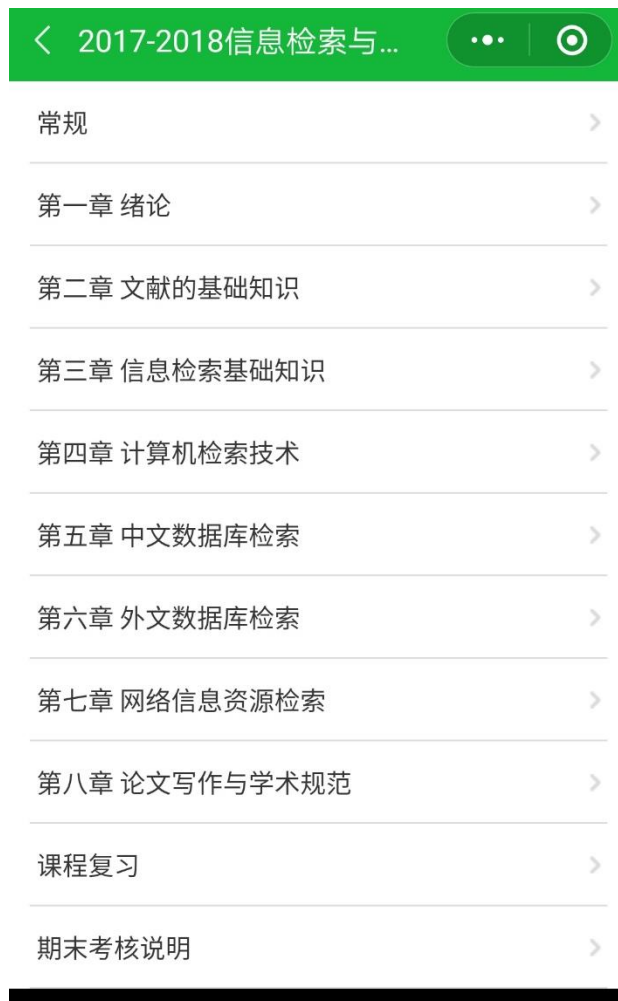 2017-2018信息检索与...
常规
第一章 绪论
第二章 文献的基础知识
第三章 信息检索基础知识
第四章 计算机检索技术
第五章 中文数据库检索
第六章 外文数据库检索
第七章 网络信息资源检索
第八章 论文写作与学术规范
课程复习
期末考核说明